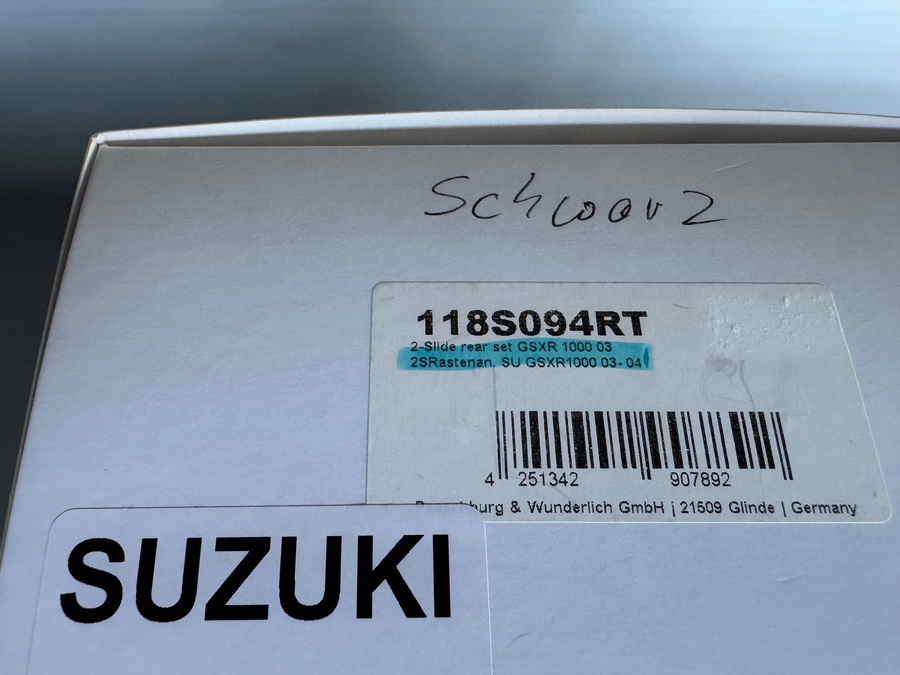 Schwarz
118S094RT
2-Slide rear set GSXR 1000 03
2SRastenan. SU GSXR1000 03-04
4 251342 907892
& Wunderlich GmbH | 21509 Glinde | Germany
SUZUKI